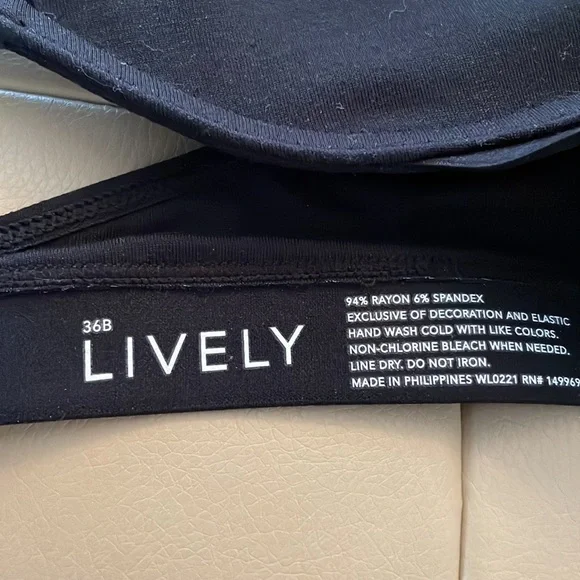 36B
LIVELY
94% RAYON 6% SPANDEX
EXCLUSIVE OF DECORATION AND ELASTIC
HAND WASH COLD WITH LIKE COLORS.
NON-CHLORINE BLEACH WHEN NEEDED.
LINE DRY. DO NOT IRON.
MADE IN PHILIPPINES WL0221 RN# 149969